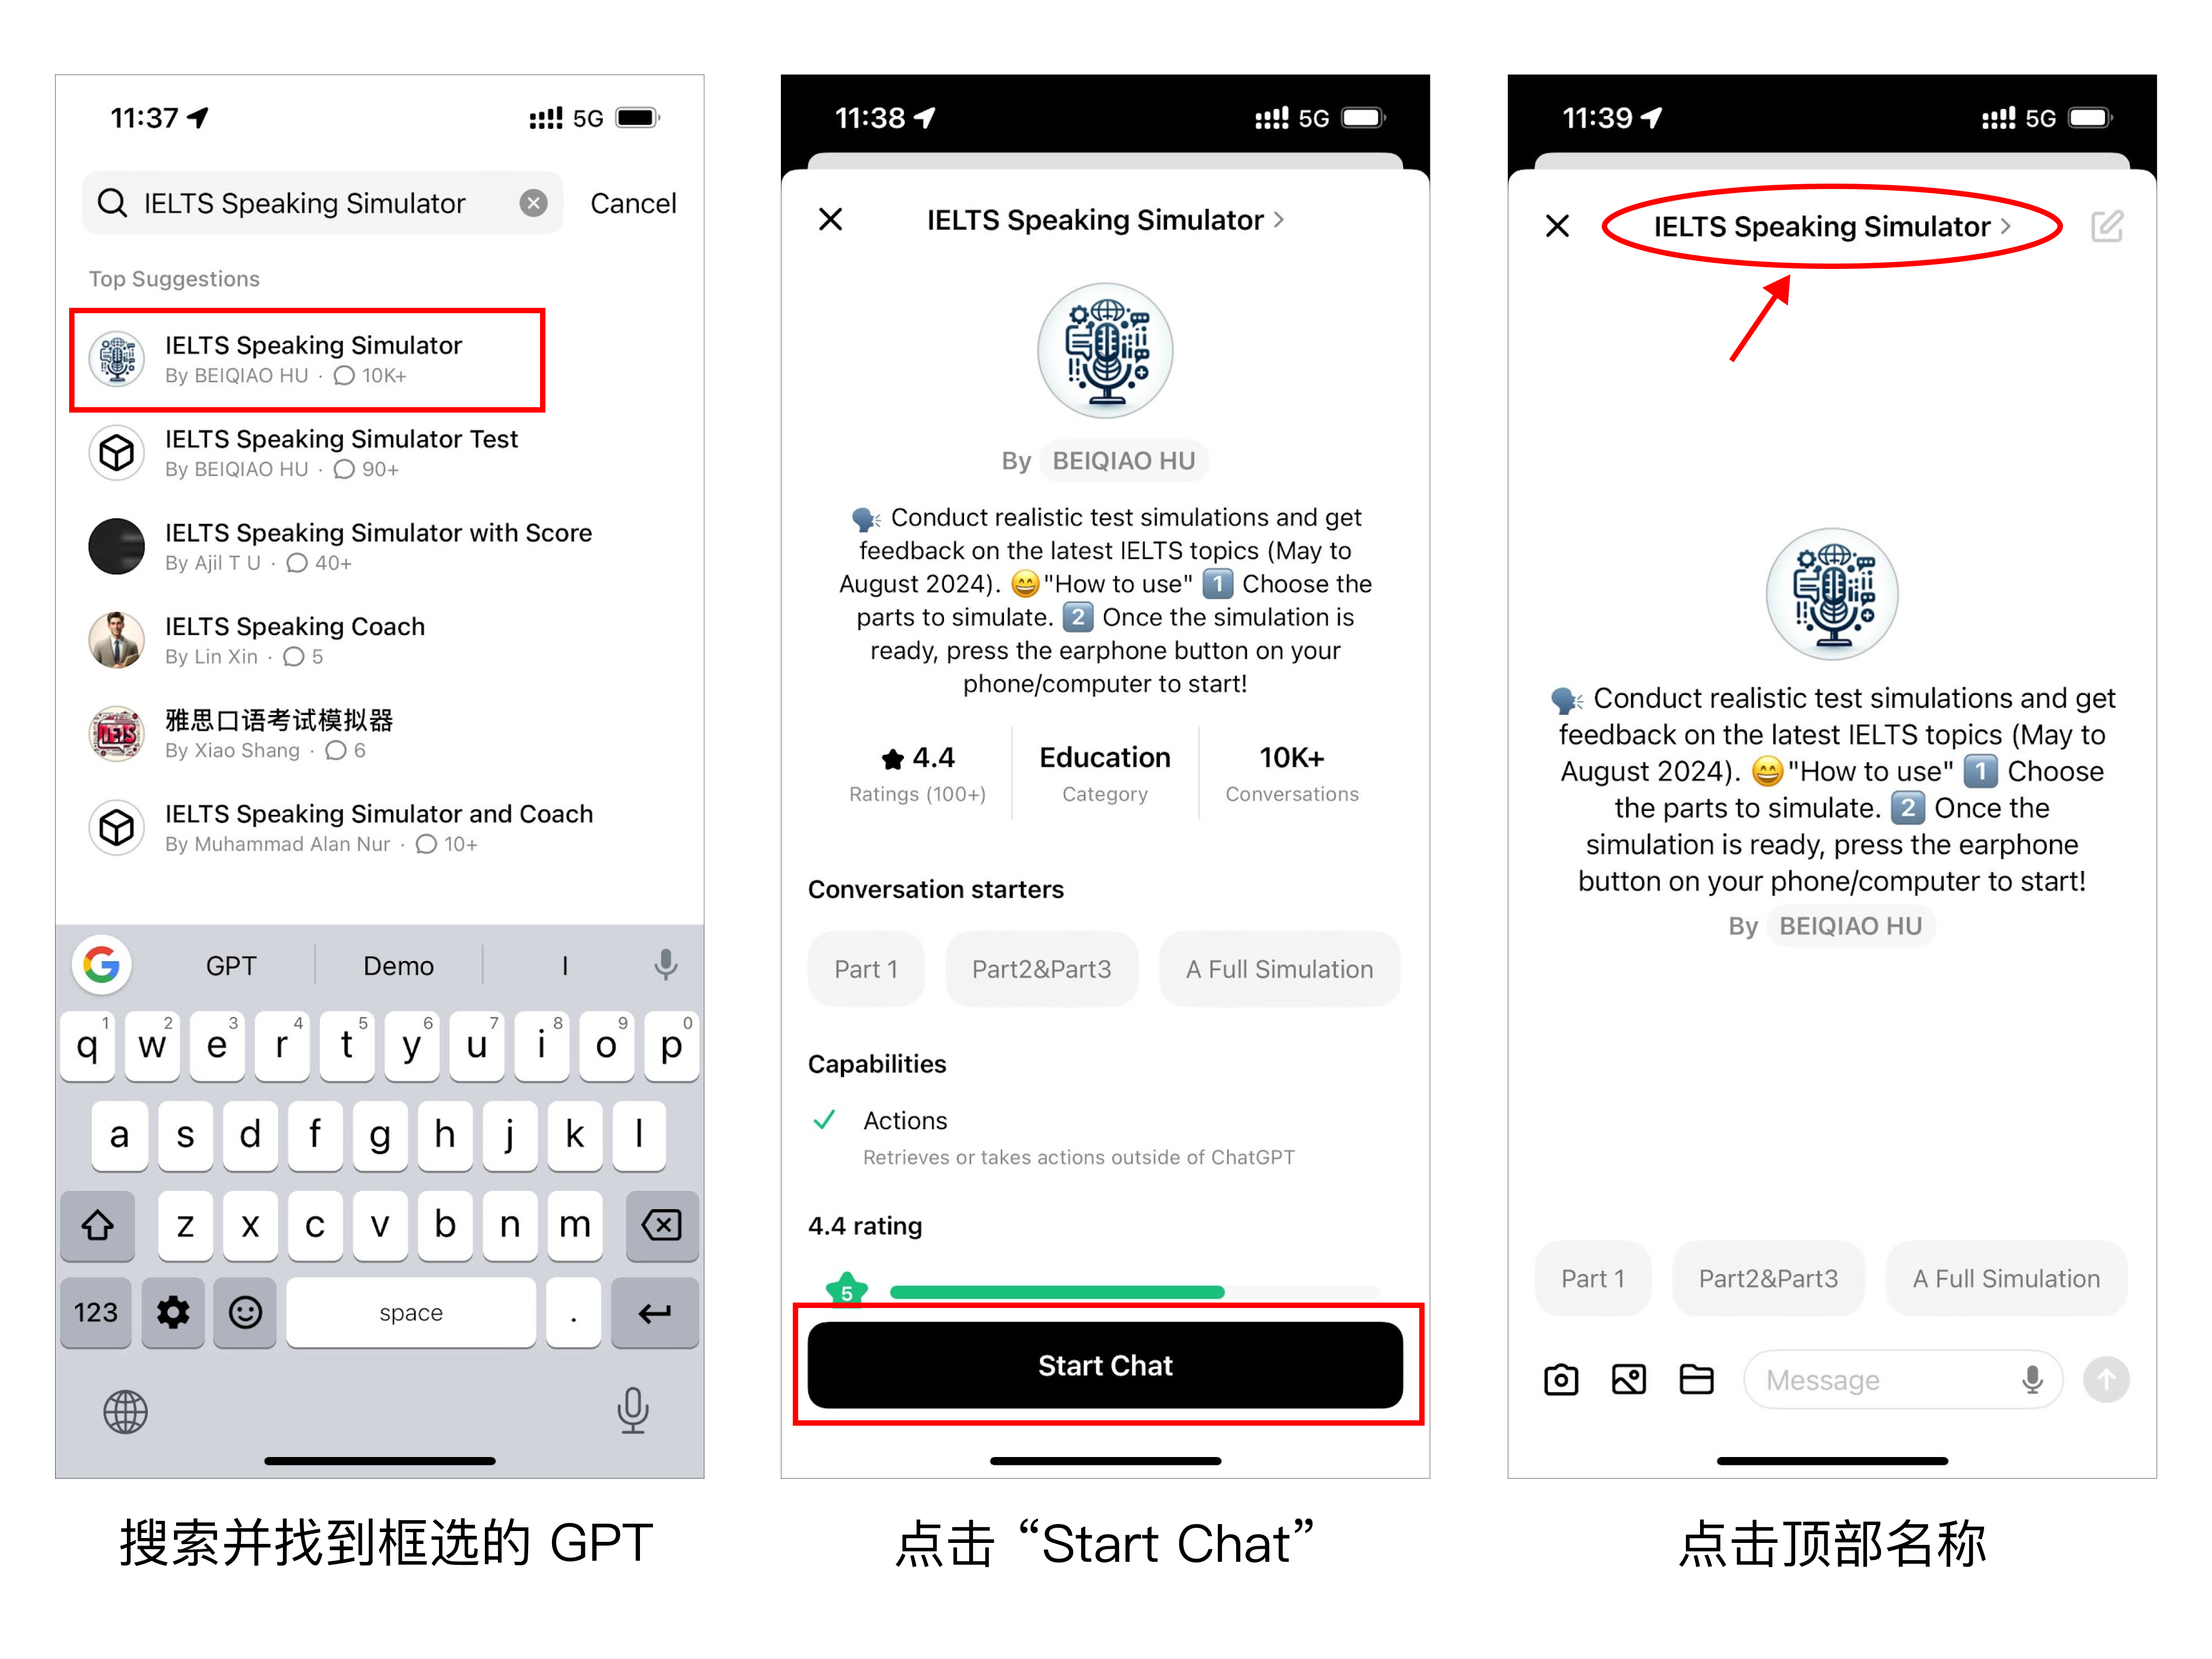 11:37
5G
IELTS Speaking Simulator
Cancel
Top Suggestions
IELTS Speaking Simulator
By BEIQIAO HU · 10K+
IELTS Speaking Simulator Test
By BEIQIAO HU · 90+
IELTS Speaking Simulator with Score
By Ajil T U · 40+
IELTS Speaking Coach
By Lin Xin · 5
IELTS
雅思口语考试模拟器
By Xiao Shang · 6
IELTS Speaking Simulator and Coach
By Muhammad Alan Nur · 10+
G
GPT
Demo
I
q1 w2 e3 r4 t5 y6 u7 i8 o9 p0
a s d f g h j k l
z x c v b n m
123
space
.
搜索并找到框选的 GPT
11:38
5G
IELTS Speaking Simulator >
By BEIQIAO HU
🗣️ Conduct realistic test simulations and get
feedback on the latest IELTS topics (May to
August 2024). 😄"How to use" 1️⃣ Choose the
parts to simulate. 2️⃣ Once the simulation is
ready, press the earphone button on your
phone/computer to start!
★ 4.4
Ratings (100+)
Education
Category
10K+
Conversations
Conversation starters
Part 1
Part2&Part3
A Full Simulation
Capabilities
Actions
Retrieves or takes actions outside of ChatGPT
4.4 rating
5
Start Chat
点击 “Start Chat”
11:39
5G
IELTS Speaking Simulator >
🗣️ Conduct realistic test simulations and get
feedback on the latest IELTS topics (May to
August 2024). 😄"How to use" 1️⃣ Choose
the parts to simulate. 2️⃣ Once the
simulation is ready, press the earphone
button on your phone/computer to start!
By BEIQIAO HU
Part 1
Part2&Part3
A Full Simulation
Message
点击顶部名称